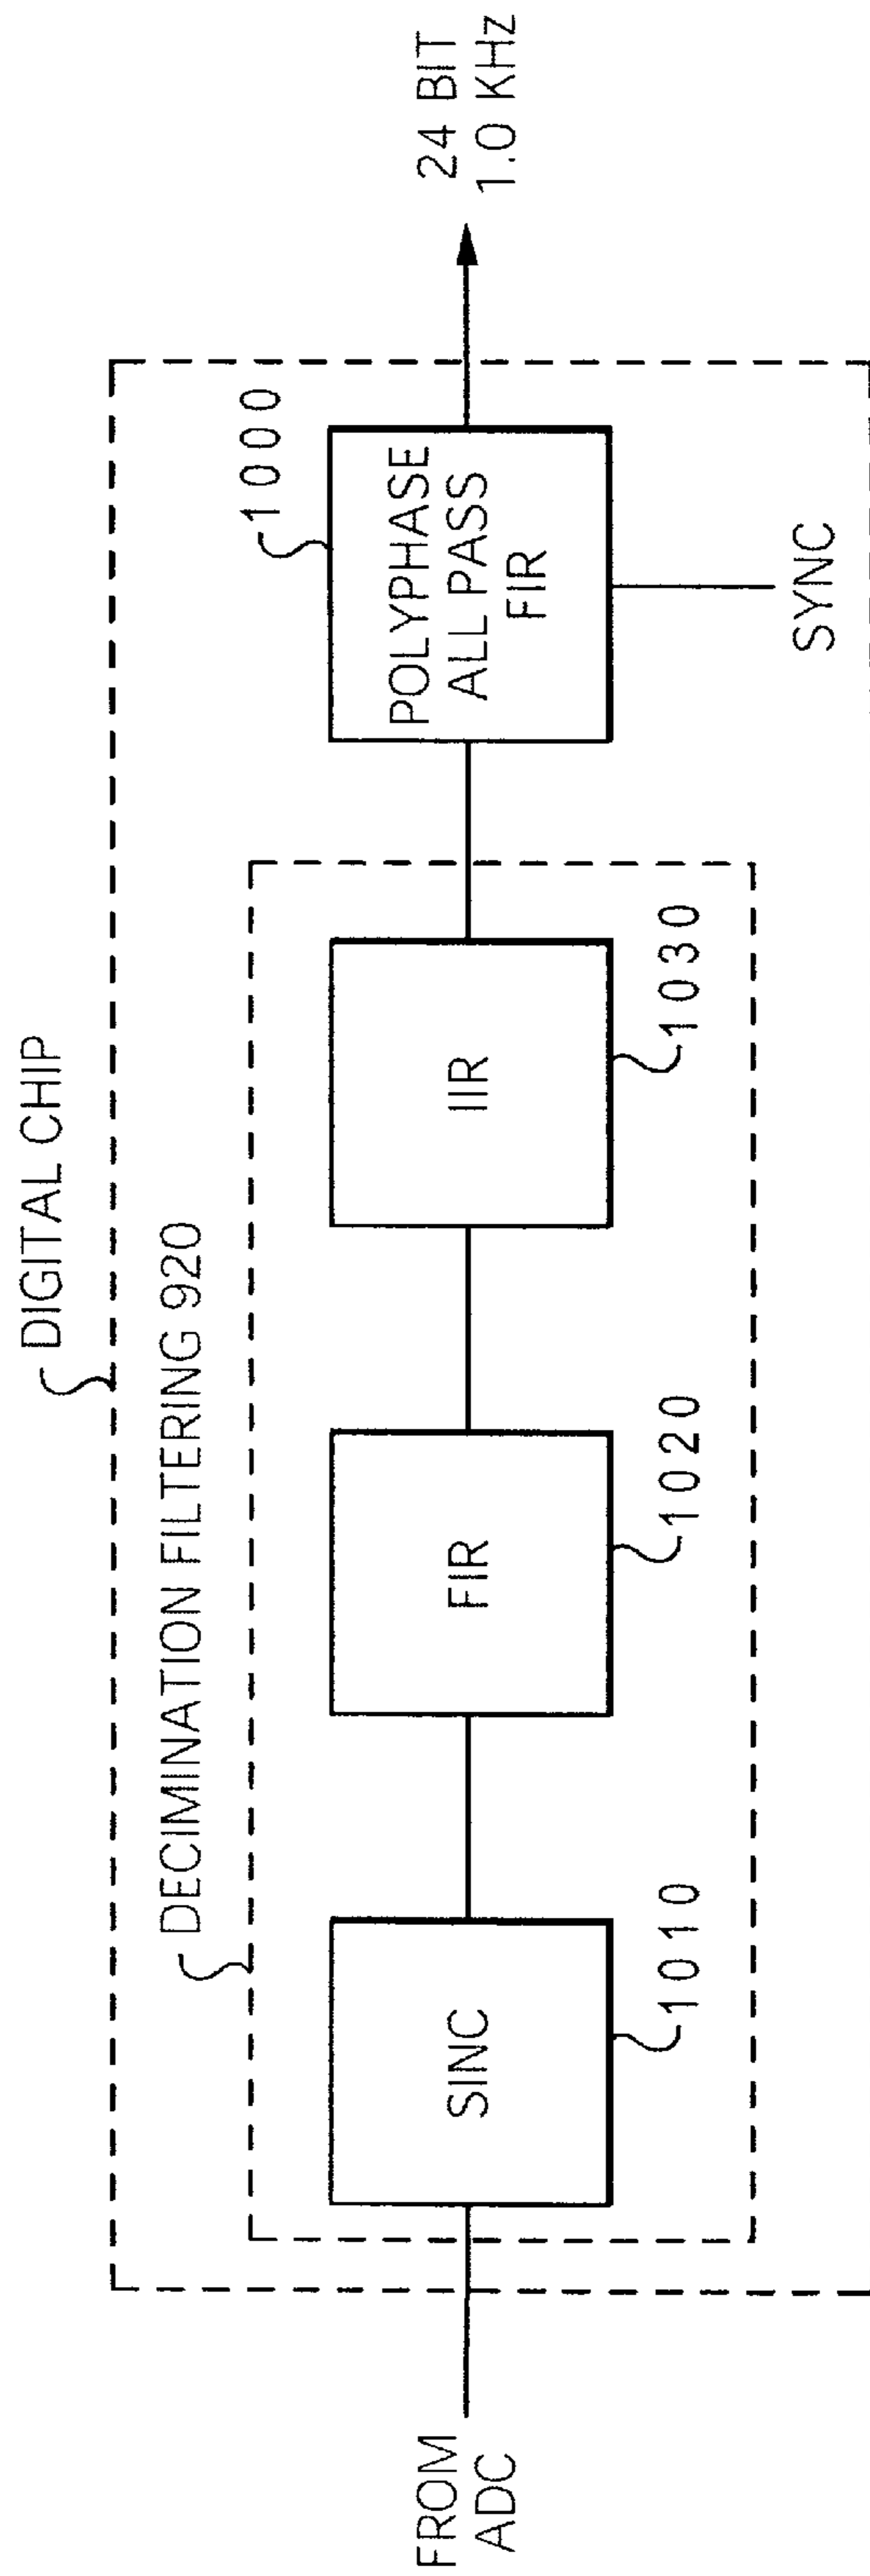 DIGITAL CHIP
DECIMINATION FILTERING 920
FROM
ADC
SINC
1010
FIR
1020
IIR
1030
POLYPHASE
ALL PASS
FIR
1000
SYNC
24 BIT
1.0 KHz